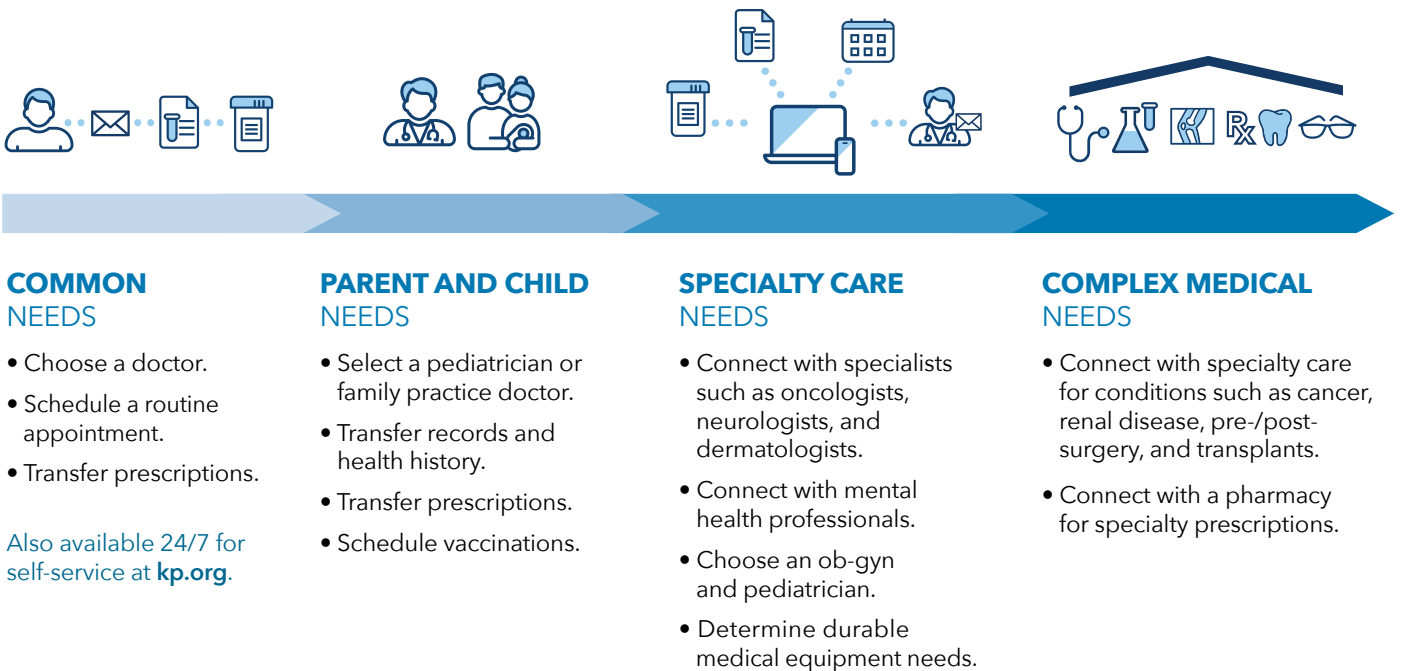 COMMON
NEEDS
• Choose a doctor.
• Schedule a routine
appointment.
• Transfer prescriptions.
Also available 24/7 for
self-service at kp.org.
PARENT AND CHILD
NEEDS
• Select a pediatrician or
family practice doctor.
• Transfer records and
health history.
• Transfer prescriptions.
• Schedule vaccinations.
SPECIALTY CARE
NEEDS
• Connect with specialists
such as oncologists,
neurologists, and
dermatologists.
• Connect with mental
health professionals.
• Choose an ob-gyn
and pediatrician.
• Determine durable
medical equipment needs.
COMPLEX MEDICAL
NEEDS
• Connect with specialty care
for conditions such as cancer,
renal disease, pre-/post-
surgery, and transplants.
• Connect with a pharmacy
for specialty prescriptions.